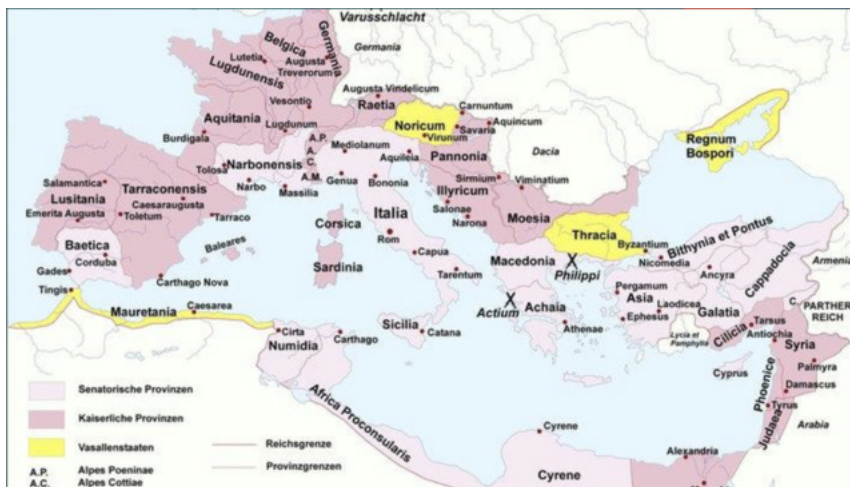 Varusschlacht
Germania
Belgica
Germania
Lutetia
Augusta
Treverorum
Lugdunensis
Augusta Vindelicum
Vesontio
Raetia
Carnuntum
Noricum
Aquincum
Aquitania
Lugdunum
A.P.
Virunum
Savaria
Regnum
Bospori
Burdigala
Mediolanum
A.
Pannonia
Dacia
Tolosa
Narbonensis
C.
Aquileia
Salamantica
Tarraconensis
Narbo
Massilia
A.M.
Genua
Bononia
Sirmium
Viminatium
Lusitania
Caesaraugusta
Illyricum
Emerita Augusta
Toletum
Tarraco
Corsica
Italia
Salonae
Narona
Moesia
Thracia
Byzantium
Bithynia et Pontus
Baetica
Baleares
Rom
Capua
Macedonia
Nicomedia
Armenia
Corduba
Sardinia
Philippi
Ancyra
Cappadocia
Gades
Carthago Nova
Tarentum
Pergamum
Asia
Laodicea
Galatia
C.
PARTHER
REICH
Tingis
Mauretania
Caesarea
Actium
Achaia
Ephesus
Cilicia
Tarsus
Cirta
Carthago
Sicilia
Catana
Athenae
Lycia et
Pamphylia
Antiochia
Syria
Numidia
Cyprus
Palmyra
Phoenice
Damascus
Senatorische Provinzen
Africa Proconsularis
Tyrus
Kaiserliche Provinzen
Judaea
Arabia
Vasallenstaaten
Reichsgrenze
Cyrene
A.P.
Alpes Poeninae
Provinzgrenzen
Alexandria
A.C.
Alpes Cottiae
Cyrene